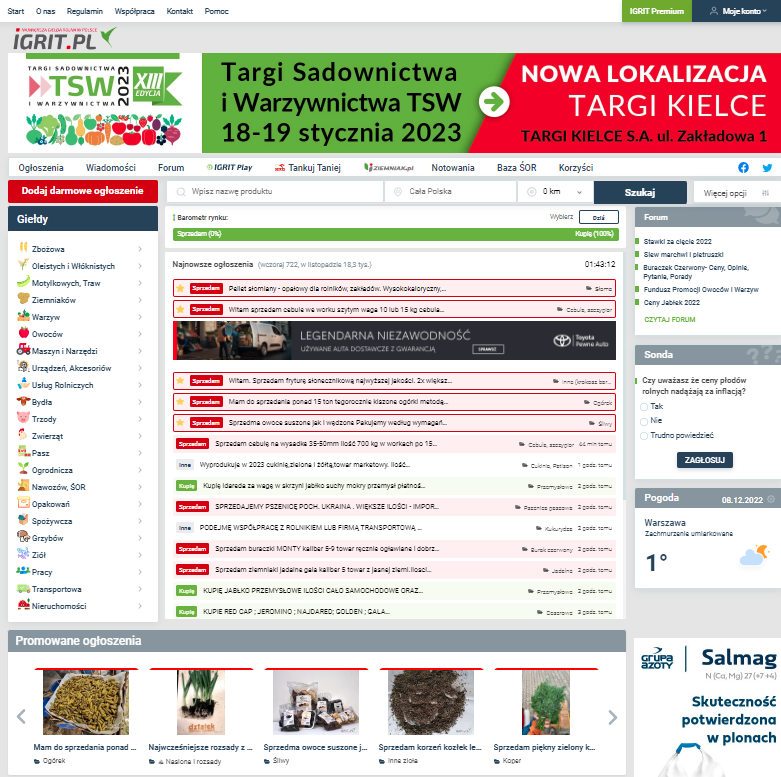 Start O nas Regulamin Współpraca Kontakt Pomoc
IGRIT Premium Moje konto
IGRIT.PL
TARGI SADOWNICTWA
TSW 2023 XIII EDYCJA
I WARZYWNICTWA
Targi Sadownictwa
i Warzywnictwa TSW
18-19 stycznia 2023
NOWA LOKALIZACJA
TARGI KIELCE
TARGI KIELCE S.A. ul. Zakładowa 1
Ogłoszenia Wiadomości Forum IGRIT Play Tankuj Taniej ZIEMNIAK.pl Notowania Baza ŚOR Korzyści
Dodaj darmowe ogłoszenie
Wpisz nazwę produktu Cała Polska 0 km Szukaj Więcej opcji
Giełdy
Zbożowa
Oleistych i Włóknistych
Motylkowych, Traw
Ziemniaków
Warzyw
Owoców
Maszyn i Narzędzi
Urządzeń, Akcesoriów
Usług Rolniczych
Bydła
Trzody
Zwierząt
Pasz
Ogrodnicza
Nawozów, ŚOR
Opakowań
Spożywcza
Grzybów
Ziół
Pracy
Transportowa
Nieruchomości
Barometr rynku: Wybierz Dziś
Sprzedam (0%) Kupię (100%)
Najnowsze ogłoszenia (wczoraj 722, w listopadzie 18,3 tys.) 01:43:12
Sprzedam Pellet słomiany - opałowy dla rolników, zakładów. Wysokokaloryczny,... Słoma
Sprzedam Witam sprzedam cebule we worku szytym waga 10 lub 15 kg cebula... Cebula, szczypior
LEGENDARNA NIEZAWODNOŚĆ
UŻYWANE AUTA DOSTAWCZE Z GWARANCJĄ SPRAWDŹ
Toyota
Pewne Auto
Sprzedam Witam. Sprzedam fryturę słonecznikową najwyższej jakości. 2x większ... Inne (krokosz bar...
Sprzedam Mam do sprzedania ponad 15 ton tegorocznie kiszone ogórki metodą... Ogórek
Sprzedam Sprzedma owoce suszone jak i wędzone Pakujemy według wymagań... Śliwy
Sprzedam Sprzedam cebulę na wysadke 35-50mm ilość 700 kg w workach po 15... Cebula, szczypior 44 min temu
Inne Wyprodukuje w 2023 cukinię,zielona i żółtą,towar marketowy. Ilość... Cukinia, Patison 1 godz. temu
Kupię Kupię Idareda za wagę w skrzyni jabłko suchy mokry przemysł płatnoś... Przemysłowe 2 godz. temu
Sprzedam SPRZEDAJEMY PSZENICĘ POCH. UKRAINA . WIĘKSZE ILOŚCI - IMPOR... Pszenica paszowa 2 godz. temu
Inne PODEJMĘ WSPÓŁPRACĘ Z ROLNIKIEM LUB FIRMĄ TRANSPORTOWĄ ... Kukurydza 3 godz. temu
Sprzedam Sprzedam buraczki MONTY kaliber 5-9 towar ręcznie ogławiane i dobrz... Burak czerwony 3 godz. temu
Sprzedam Sprzedam ziemniaki jadalne gala kaliber 5 towar z jasnej ziemi.Ilosci... Jadalne 3 godz. temu
Kupię KUPIĘ JABŁKO PRZEMYSŁOWE ILOŚCI CAŁO SAMOCHODOWE ORAZ... Przemysłowe 3 godz. temu
Kupię KUPIE RED CAP ; JEROMINO ; NAJDARED; GOLDEN ; GALA... Deserowe 3 godz. temu
Forum
Stawki za cięcie 2022
Siew marchwi i pietruszki
Buraczek Czerwony- Ceny, Opinie,
Pytania, Porady
Fundusz Promocji Owoców i Warzyw
Ceny Jabłek 2022
CZYTAJ FORUM
Sonda
Czy uważasz że ceny płodów
rolnych nadążają za inflacją?
Tak
Nie
Trudno powiedzieć
ZAGŁOSUJ
Pogoda 08.12.2022
Warszawa
Zachmurzenie umiarkowane
1°
Promowane ogłoszenia
Mam do sprzedania ponad ...
Ogórek
Najwcześniejsze rozsady z ...
Nasiona i rozsady
Sprzedma owoce suszone j...
Śliwy
Sprzedam korzeń kozłek le...
Inne zioła
Sprzedam piękny zielony k...
Koper
GRUPA
AZOTY
Salmag
N (Ca, Mg) 27 (+7 +4)
Skuteczność
potwierdzona
w plonach